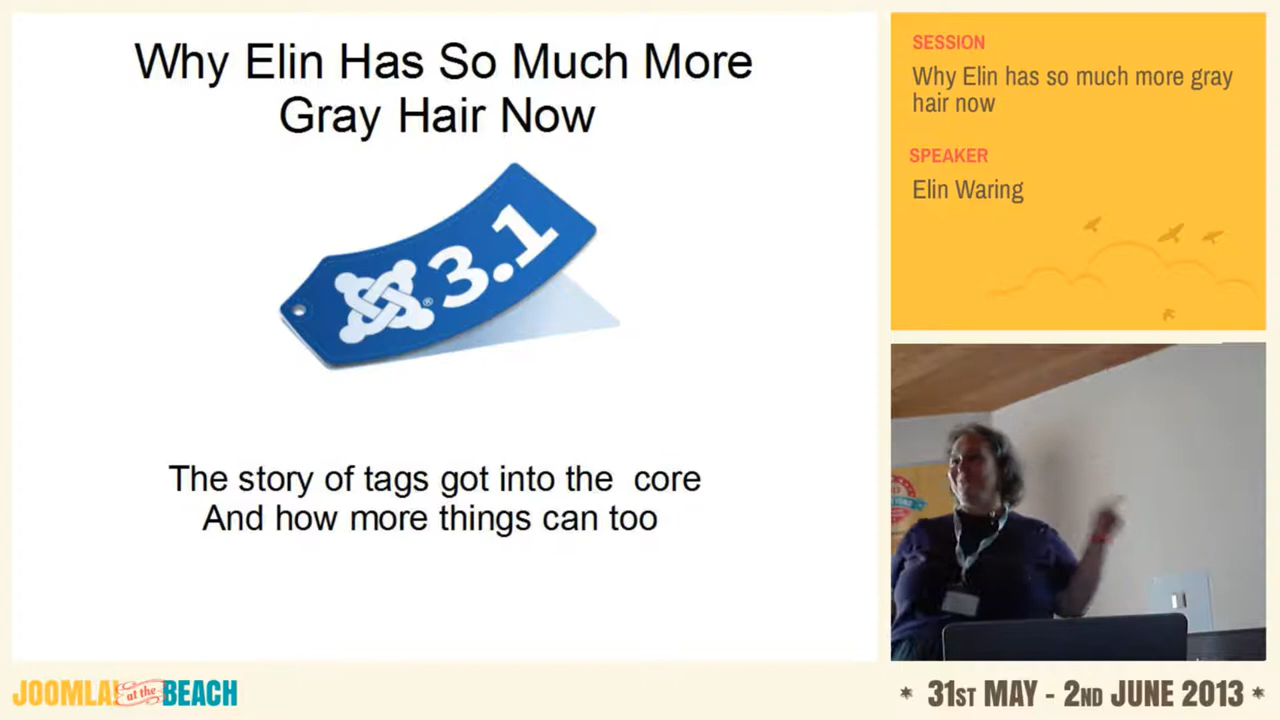 Why Elin Has So Much More
Gray Hair Now
® 3.1
The story of tags got into the core
And how more things can too
SESSION
Why Elin has so much more gray
hair now
SPEAKER
Elin Waring
JOOMLA! at the BEACH
* 31ST MAY - 2ND JUNE 2013 *